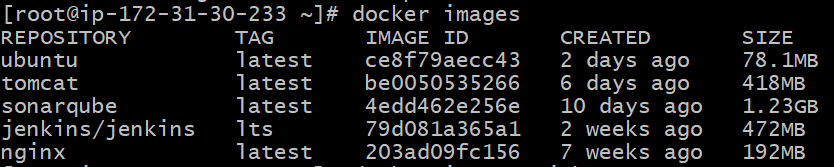 [root@ip-172-31-30-233 ~]# docker images
REPOSITORY TAG IMAGE ID CREATED SIZE
ubuntu latest ce8f79aecc43 2 days ago 78.1MB
tomcat latest be0050535266 6 days ago 418MB
sonarqube latest 4edd462e256e 10 days ago 1.23GB
jenkins/jenkins lts 79d081a365a1 2 weeks ago 472MB
nginx latest 203ad09fc156 7 weeks ago 192MB